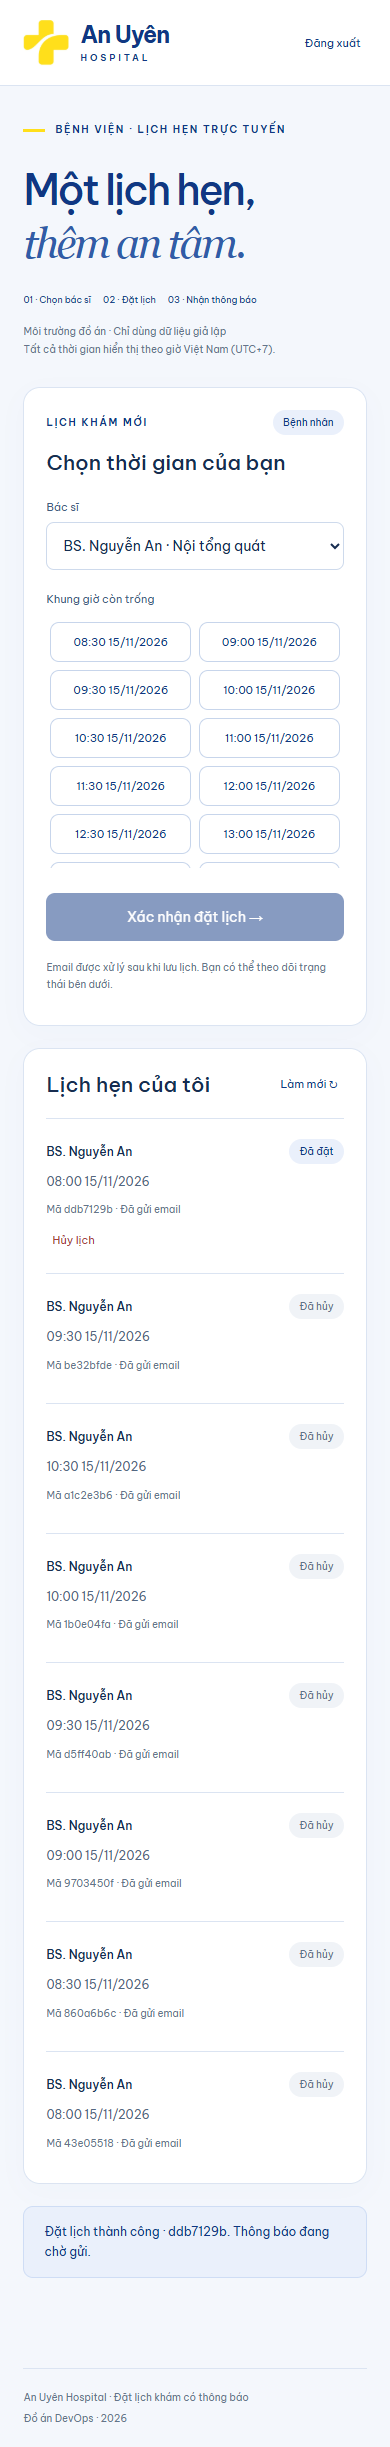 An Uyên
HOSPITAL
Đăng xuất
BỆNH VIỆN · LỊCH HẸN TRỰC TUYẾN
Một lịch hẹn,
thêm an tâm.
01 · Chọn bác sĩ 02 · Đặt lịch 03 · Nhận thông báo
Môi trường đồ án · Chỉ dùng dữ liệu giả lập
Tất cả thời gian hiển thị theo giờ Việt Nam (UTC+7).
LỊCH KHÁM MỚI
Bệnh nhân
Chọn thời gian của bạn
Bác sĩ
BS. Nguyễn An · Nội tổng quát
Khung giờ còn trống
08:30 15/11/2026 09:00 15/11/2026
09:30 15/11/2026 10:00 15/11/2026
10:30 15/11/2026 11:00 15/11/2026
11:30 15/11/2026 12:00 15/11/2026
12:30 15/11/2026 13:00 15/11/2026
Xác nhận đặt lịch →
Email được xử lý sau khi lưu lịch. Bạn có thể theo dõi trạng
thái bên dưới.
Lịch hẹn của tôi
Làm mới ↻
BS. Nguyễn An Đã đặt
08:00 15/11/2026
Mã ddb7129b · Đã gửi email
Hủy lịch
BS. Nguyễn An Đã hủy
09:30 15/11/2026
Mã be32bfde · Đã gửi email
BS. Nguyễn An Đã hủy
10:30 15/11/2026
Mã a1c2e3b6 · Đã gửi email
BS. Nguyễn An Đã hủy
10:00 15/11/2026
Mã 1b0e04fa · Đã gửi email
BS. Nguyễn An Đã hủy
09:30 15/11/2026
Mã d5ff40ab · Đã gửi email
BS. Nguyễn An Đã hủy
09:00 15/11/2026
Mã 9703450f · Đã gửi email
BS. Nguyễn An Đã hủy
08:30 15/11/2026
Mã 860a6b6c · Đã gửi email
BS. Nguyễn An Đã hủy
08:00 15/11/2026
Mã 43e05518 · Đã gửi email
Đặt lịch thành công · ddb7129b. Thông báo đang
chờ gửi.
An Uyên Hospital · Đặt lịch khám có thông báo
Đồ án DevOps · 2026